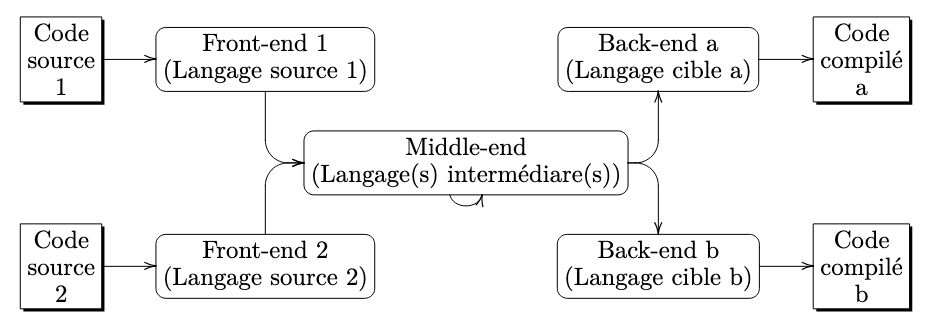 Code
source
1
Front-end 1
(Langage source 1)
Back-end a
(Langage cible a)
Code
compilé
a
Middle-end
(Langage(s) intermédiare(s))
Code
source
2
Front-end 2
(Langage source 2)
Back-end b
(Langage cible b)
Code
compilé
b